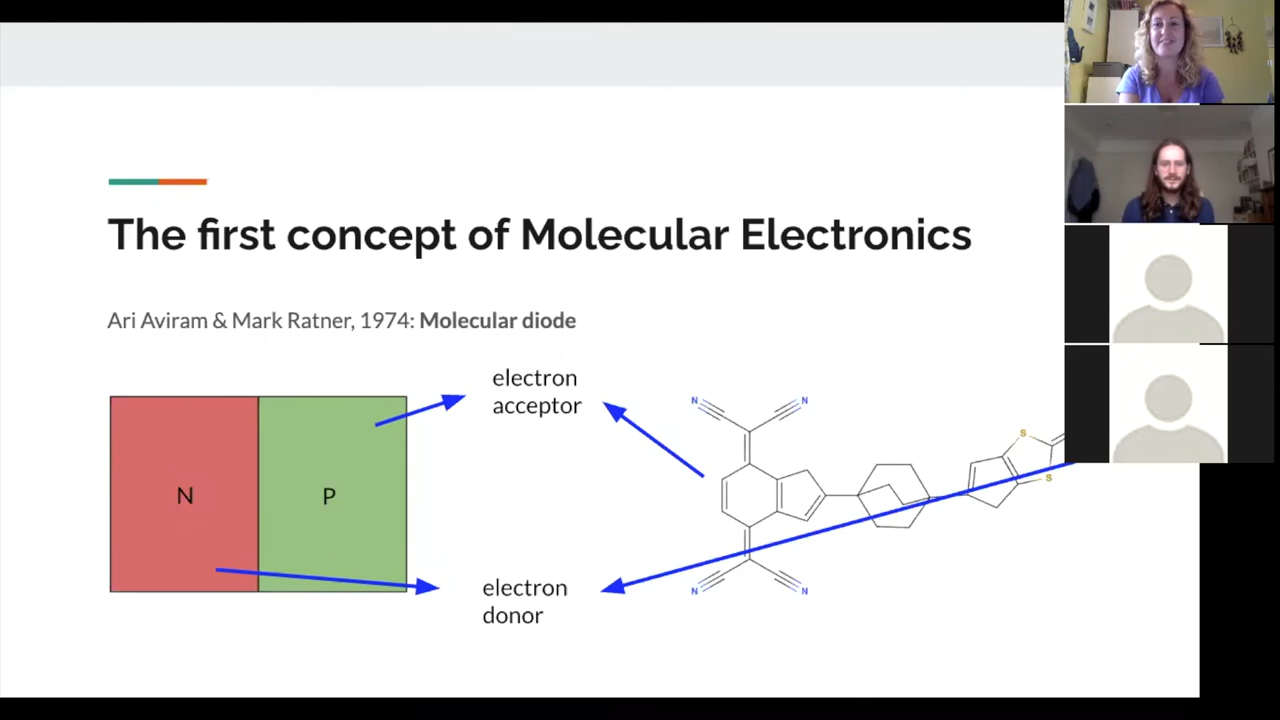 The first concept of Molecular Electronics
Ari Aviram & Mark Ratner, 1974: Molecular diode
electron
acceptor
N
P
electron
donor
N
N
S
S
N
N